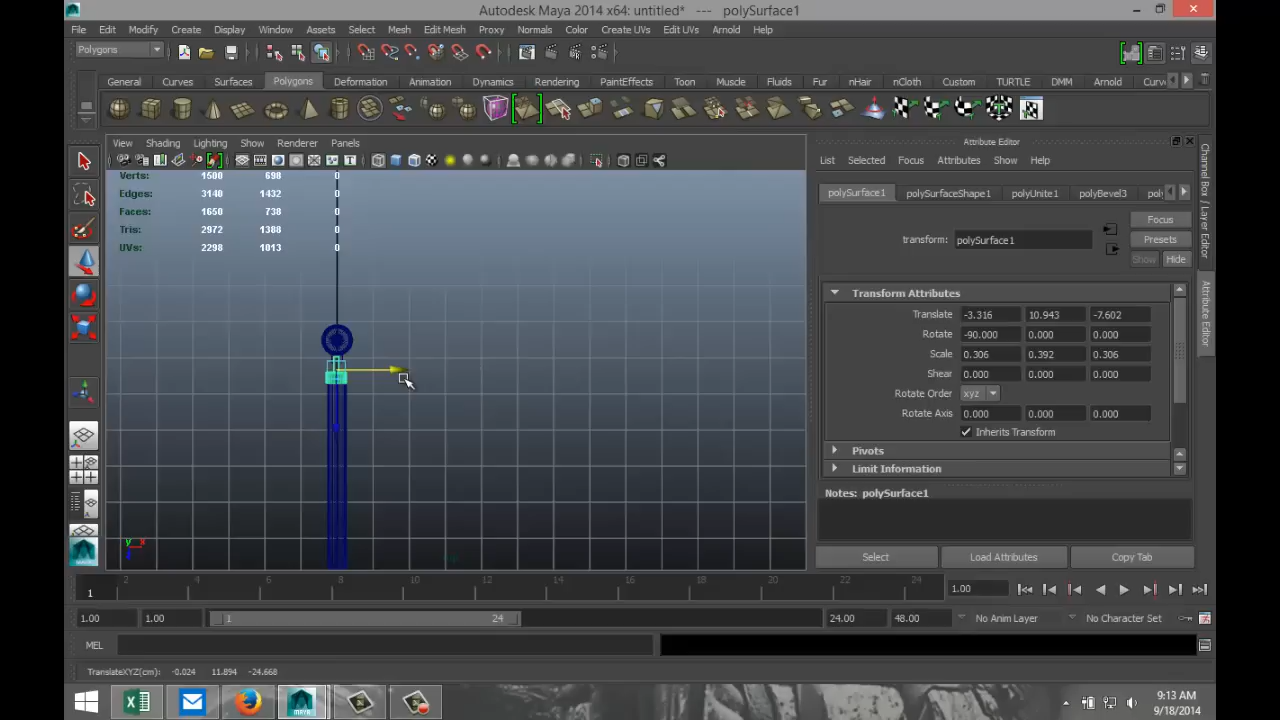 Autodesk Maya 2014 x64: untitled* --- polySurface1
File Edit Modify Create Display Window Assets Select Mesh Edit Mesh Proxy Normals Color Create UVs Edit UVs Arnold Help
Polygons
General Curves Surfaces Polygons Deformation Animation Dynamics Rendering PaintEffects Toon Muscle Fluids Fur nHair nCloth Custom TURTLE DMM Arnold Curv
View Shading Lighting Show Renderer Panels
Verts: 1500 698 0
Edges: 3140 1432 0
Faces: 1650 738 0
Tris: 2972 1388 0
UVs: 2298 1013 0
y x
Attribute Editor
List Selected Focus Attributes Show Help
polySurface1 polySurfaceShape1 polyUnite1 polyBevel3 poly
transform: polySurface1
Focus
Presets
Show Hide
Transform Attributes
Translate -3.316 10.943 -7.602
Rotate -90.000 0.000 0.000
Scale 0.306 0.392 0.306
Shear 0.000 0.000 0.000
Rotate Order xyz
Rotate Axis 0.000 0.000 0.000
Inherits Transform
Pivots
Limit Information
Notes: polySurface1
Select Load Attributes Copy Tab
Channel Box / Layer Editor
Attribute Editor
2 4 6 8 10 12 14 16 18 20 22 24
1
1.00
1.00 1.00 1 24 24.00 48.00 No Anim Layer No Character Set
MEL
TranslateXYZ(cm): -0.024 11.894 -24.668
9:13 AM
9/18/2014